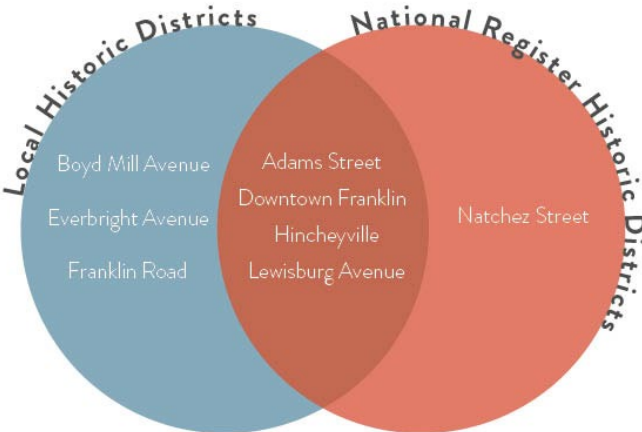 Local Historic Districts
National Register Historic Districts
Boyd Mill Avenue
Everbright Avenue
Franklin Road
Adams Street
Downtown Franklin
Hincheyville
Lewisburg Avenue
Natchez Street